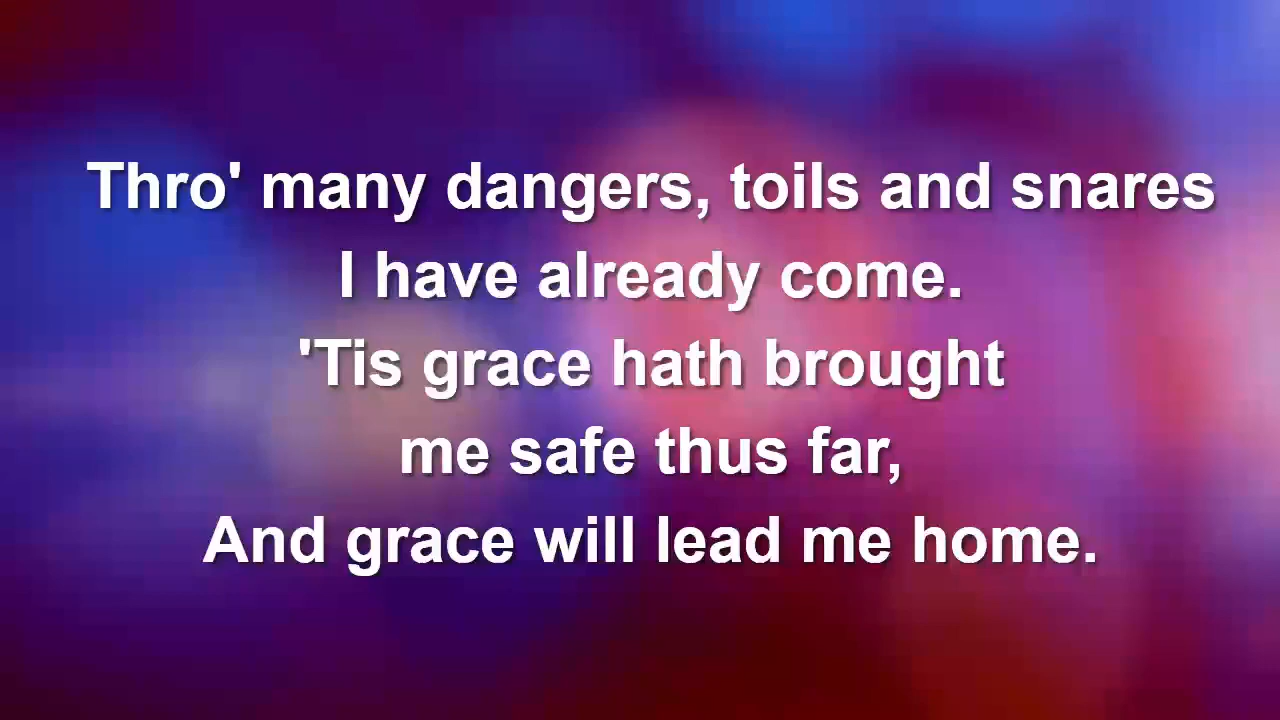 Thro' many dangers, toils and snares
I have already come.
'Tis grace hath brought
me safe thus far,
And grace will lead me home.